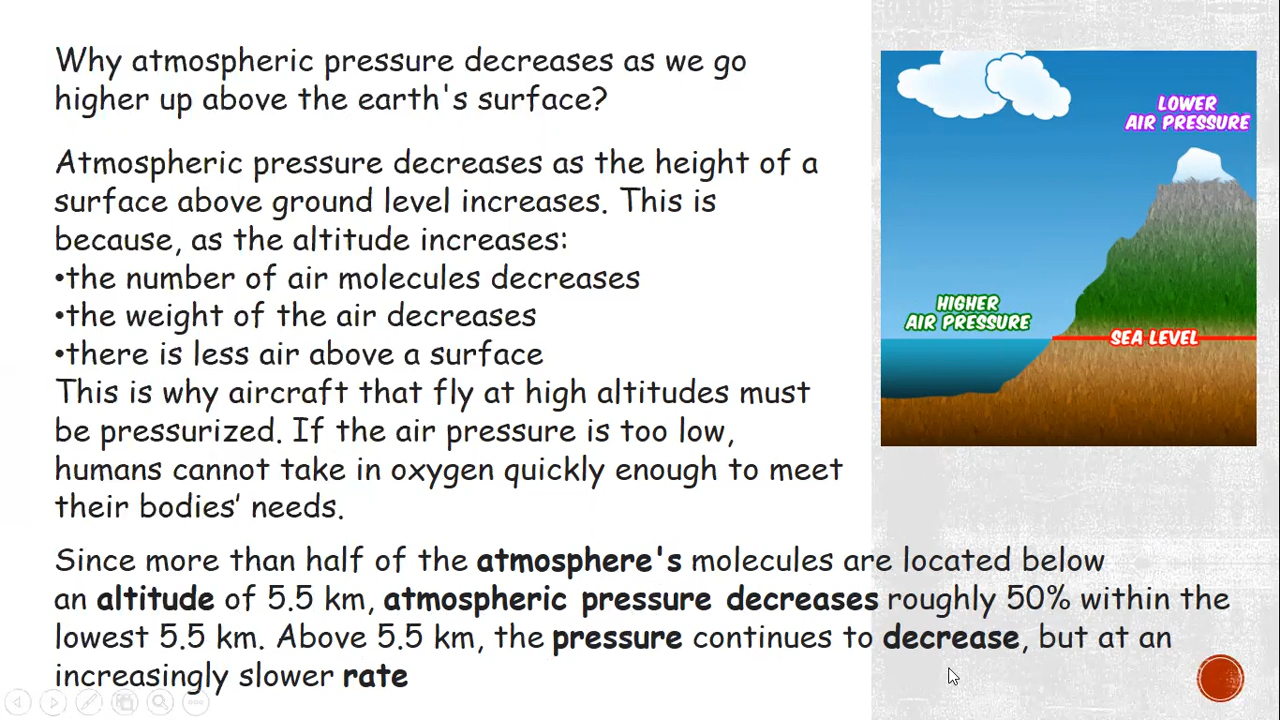 Why atmospheric pressure decreases as we go
higher up above the earth's surface?
Atmospheric pressure decreases as the height of a
surface above ground level increases. This is
because, as the altitude increases:
•the number of air molecules decreases
•the weight of the air decreases
•there is less air above a surface
This is why aircraft that fly at high altitudes must
be pressurized. If the air pressure is too low,
humans cannot take in oxygen quickly enough to meet
their bodies’ needs.
Since more than half of the atmosphere's molecules are located below
an altitude of 5.5 km, atmospheric pressure decreases roughly 50% within the
lowest 5.5 km. Above 5.5 km, the pressure continues to decrease, but at an
increasingly slower rate
LOWER
AIR PRESSURE
HIGHER
AIR PRESSURE
SEA LEVEL